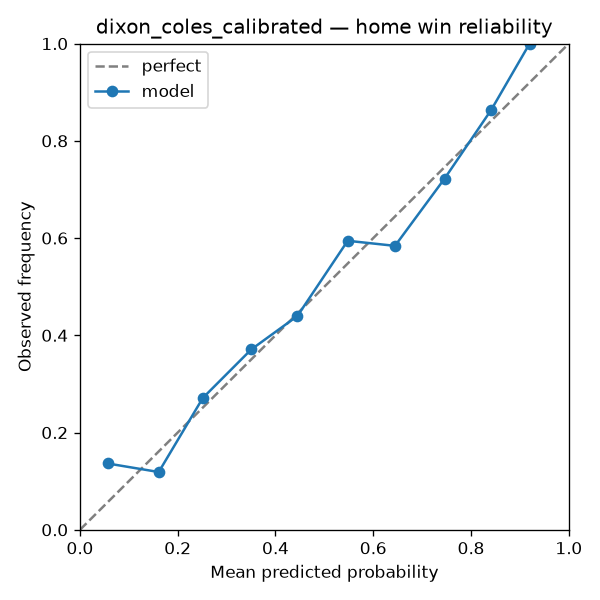 dixon_coles_calibrated — home win reliability
perfect
model
Observed frequency
1.0
0.8
0.6
0.4
0.2
0.0
0.0 0.2 0.4 0.6 0.8 1.0
Mean predicted probability